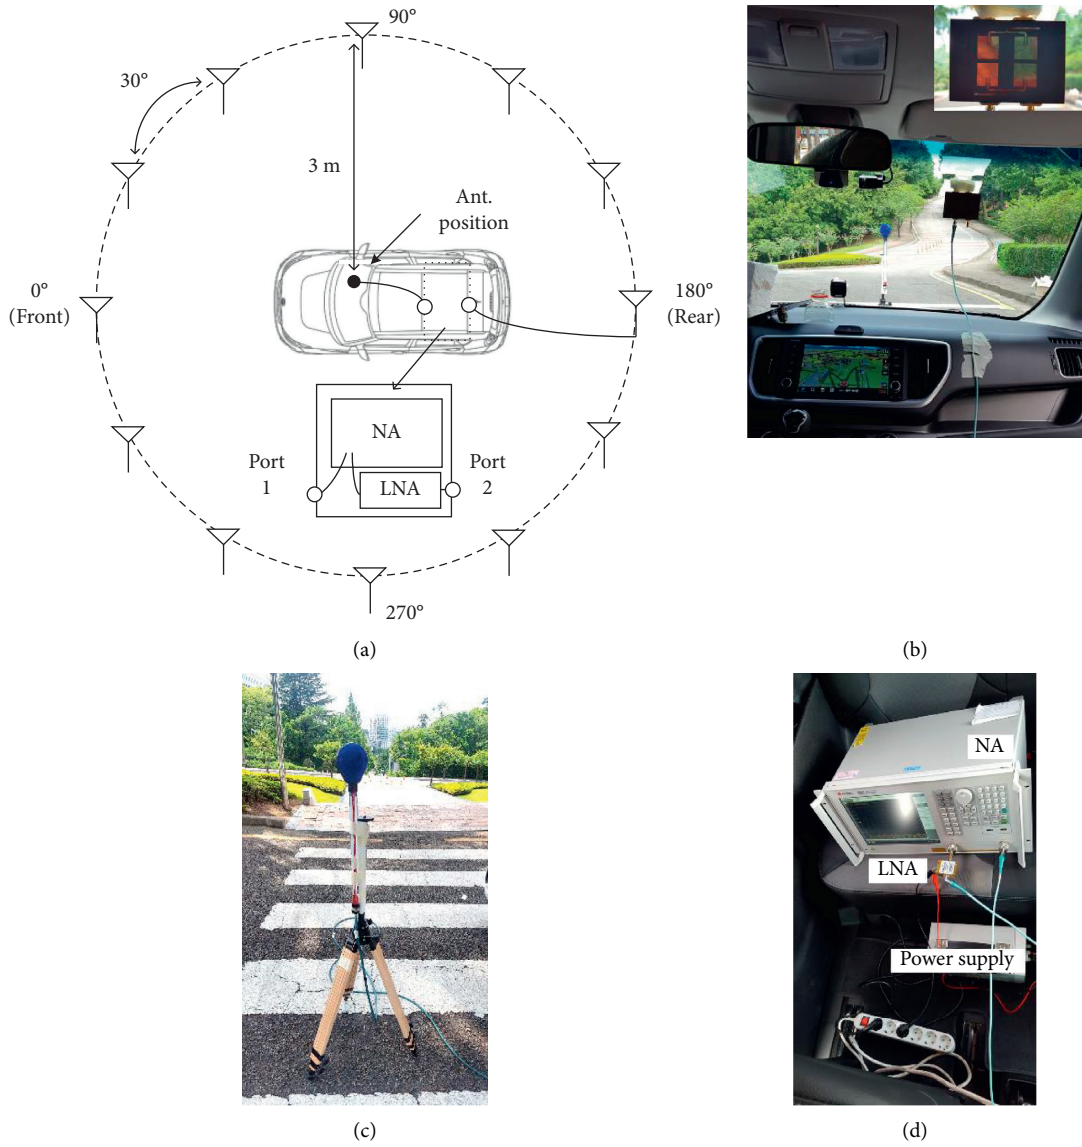 90°
30°
3 m
Ant.
position
0°
(Front)
180°
(Rear)
NA
Port
1
LNA
Port
2
270°
(a)
(b)
NA
LNA
Power supply
(c)
(d)